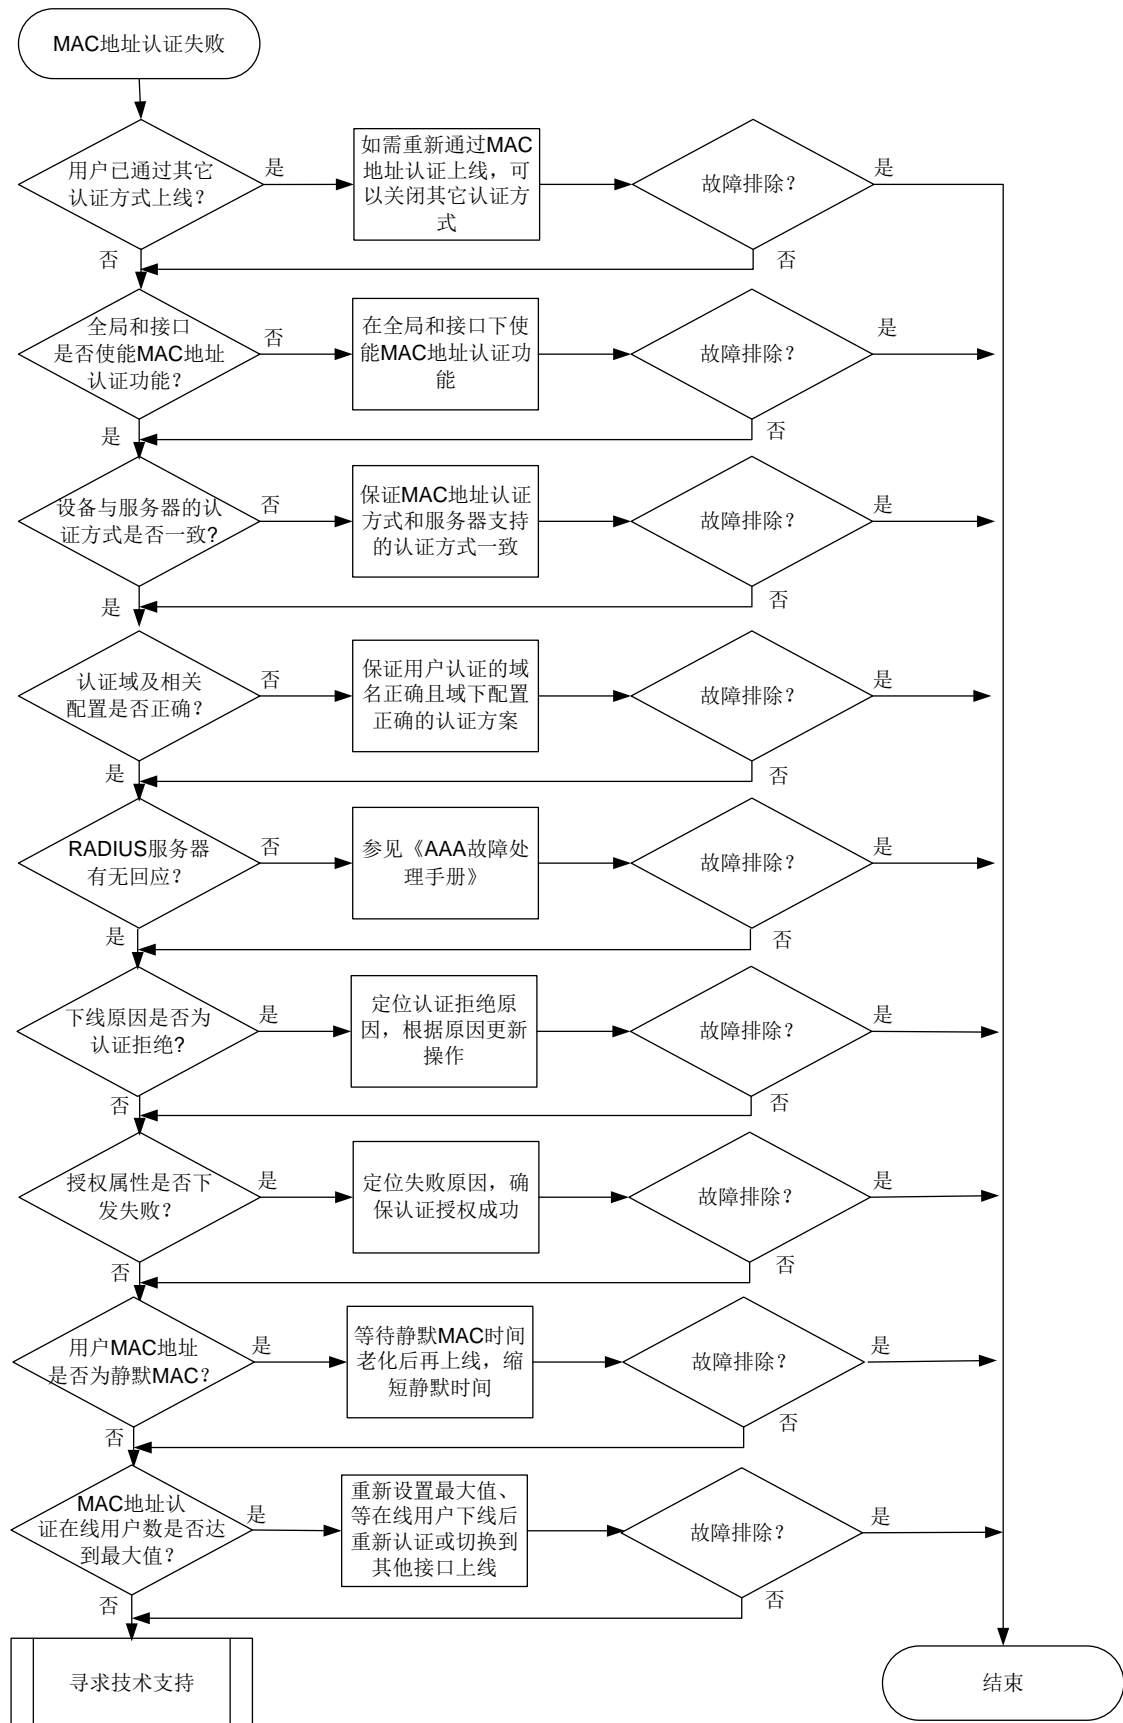 MAC地址认证失败
用户已通过其它
认证方式上线？
是
如需重新通过MAC
地址认证上线，可
以关闭其它认证方
式
故障排除？
是
否
否
全局和接口
是否使能MAC地址
认证功能？
否
在全局和接口下使
能MAC地址认证功
能
故障排除？
是
是
否
设备与服务器的认
证方式是否一致?
否
保证MAC地址认证
方式和服务器支持
的认证方式一致
故障排除？
是
是
否
认证域及相关
配置是否正确？
否
保证用户认证的域
名正确且域下配置
正确的认证方案
故障排除？
是
是
否
RADIUS服务器
有无回应？
否
参见《AAA故障处
理手册》
故障排除？
是
是
否
下线原因是否为
认证拒绝?
是
定位认证拒绝原
因，根据原因更新
操作
故障排除？
是
否
否
授权属性是否下
发失败？
是
定位失败原因，确
保认证授权成功
故障排除？
是
否
否
用户MAC地址
是否为静默MAC？
是
等待静默MAC时间
老化后再上线，缩
短静默时间
故障排除？
是
否
否
MAC地址认
证在线用户数是否达
到最大值？
是
重新设置最大值、
等在线用户下线后
重新认证或切换到
其他接口上线
故障排除？
是
否
否
寻求技术支持
结束